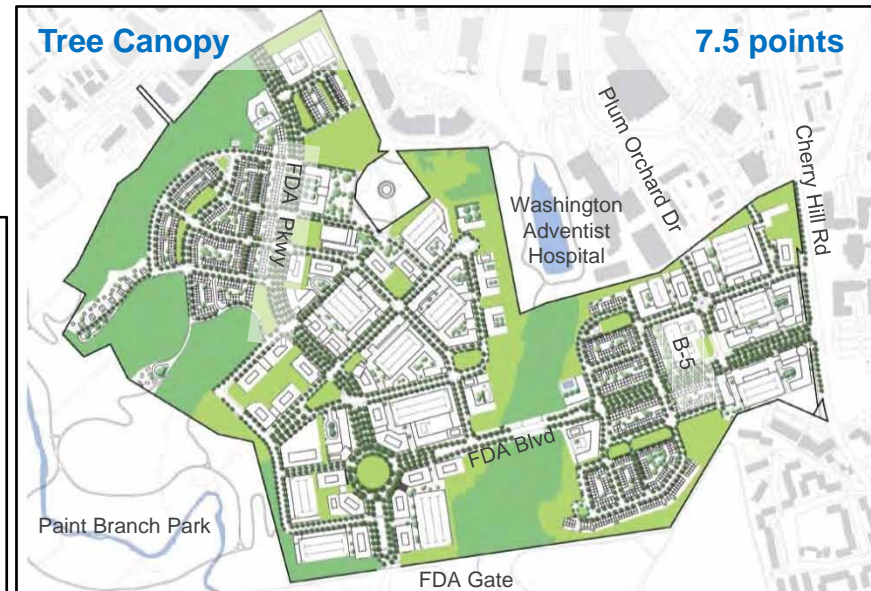 Tree Canopy
7.5 points
Plum Orchard Dr
Cherry Hill Rd
FDA Pkwy
Washington
Adventist
Hospital
B-5
FDA Blvd
Paint Branch Park
FDA Gate